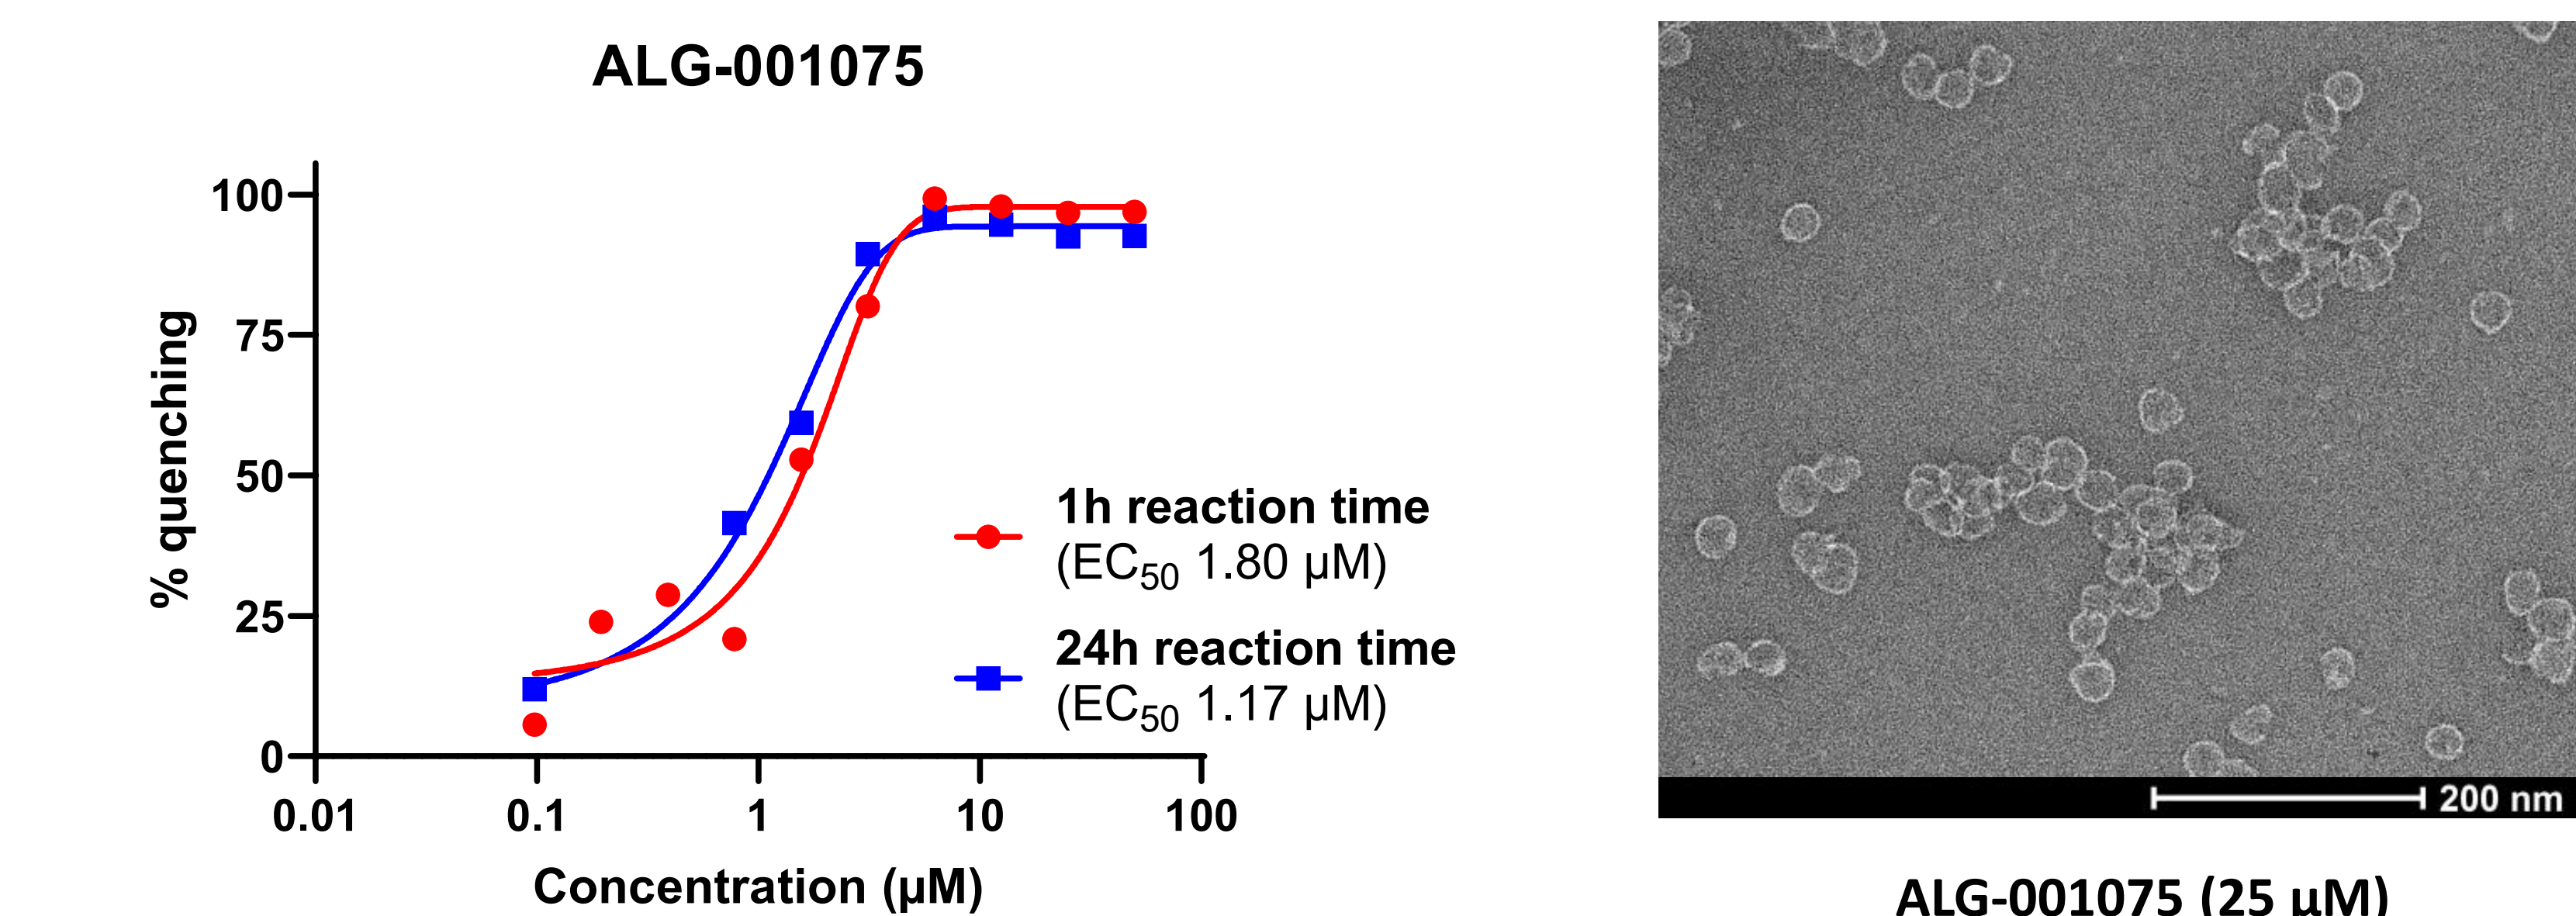 ALG-001075
% quenching
100
75
50
25
0
0.01
0.1
1
10
100
Concentration (µM)
1h reaction time
(EC50 1.80 µM)
24h reaction time
(EC50 1.17 µM)
200 nm
ALG-001075 (25 µM)